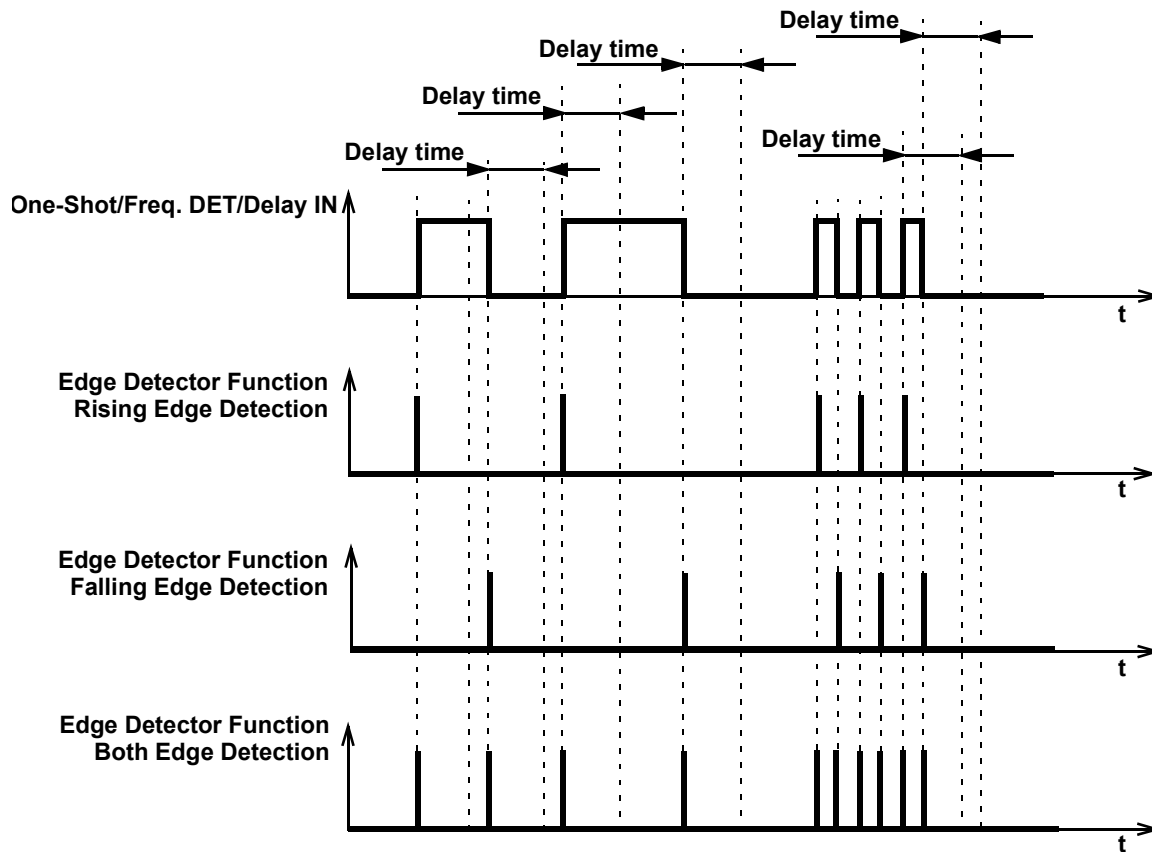 Delay time
Delay time
Delay time
Delay time
Delay time
One-Shot/Freq. DET/Delay IN
t
Edge Detector Function
Rising Edge Detection
t
Edge Detector Function
Falling Edge Detection
t
Edge Detector Function
Both Edge Detection
t